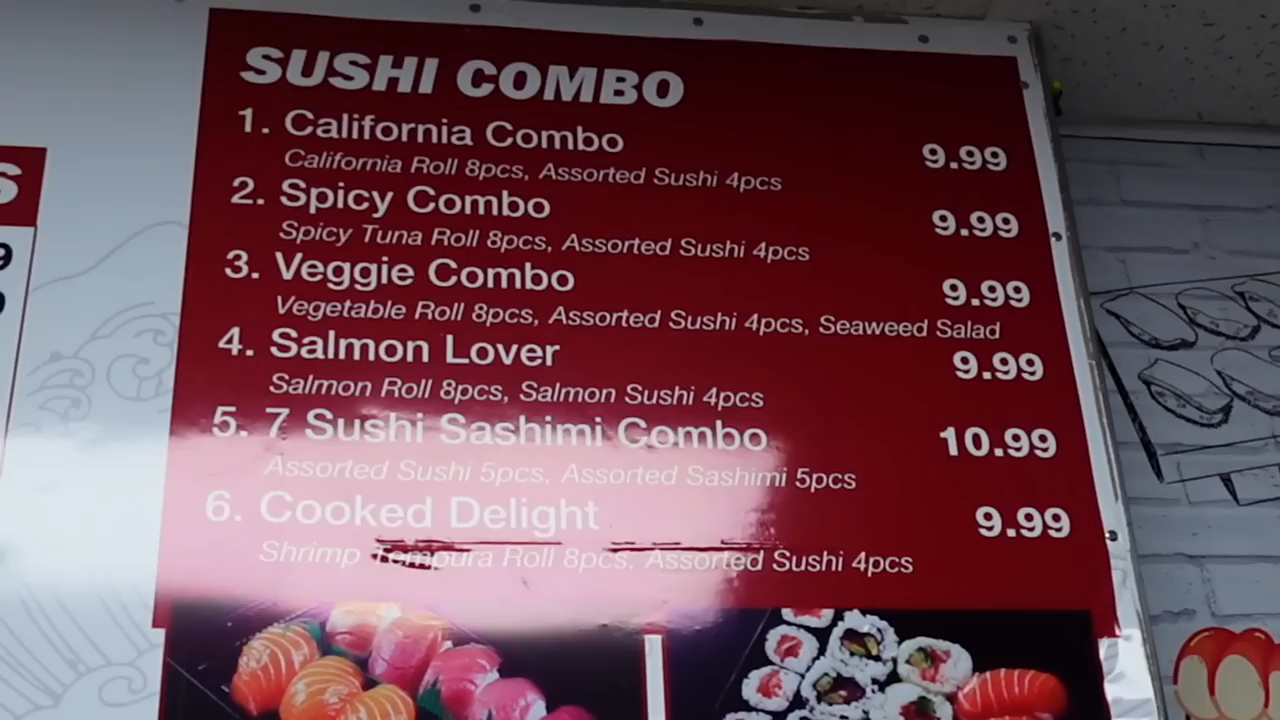 SUSHI COMBO
1. California Combo 9.99
California Roll 8pcs, Assorted Sushi 4pcs
2. Spicy Combo 9.99
Spicy Tuna Roll 8pcs, Assorted Sushi 4pcs
3. Veggie Combo 9.99
Vegetable Roll 8pcs, Assorted Sushi 4pcs, Seaweed Salad
4. Salmon Lover 9.99
Salmon Roll 8pcs, Salmon Sushi 4pcs
5. 7 Sushi Sashimi Combo 10.99
Assorted Sushi 5pcs, Assorted Sashimi 5pcs
6. Cooked Delight 9.99
Shrimp Tempura Roll 8pcs, Assorted Sushi 4pcs